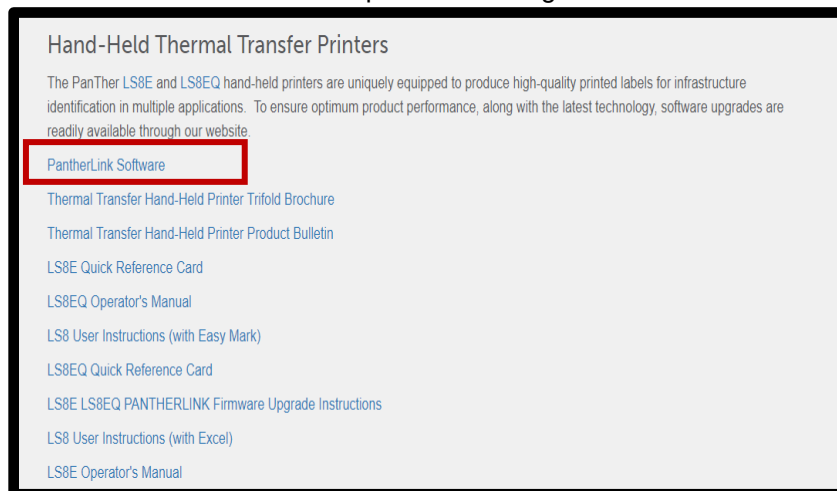 Hand-Held Thermal Transfer Printers
The PanTher LS8E and LS8EQ hand-held printers are uniquely equipped to produce high-quality printed labels for infrastructure
identification in multiple applications. To ensure optimum product performance, along with the latest technology, software upgrades are
readily available through our website.
PantherLink Software
Thermal Transfer Hand-Held Printer Trifold Brochure
Thermal Transfer Hand-Held Printer Product Bulletin
LS8E Quick Reference Card
LS8EQ Operator's Manual
LS8 User Instructions (with Easy Mark)
LS8EQ Quick Reference Card
LS8E LS8EQ PANTHERLINK Firmware Upgrade Instructions
LS8 User Instructions (with Excel)
LS8E Operator's Manual